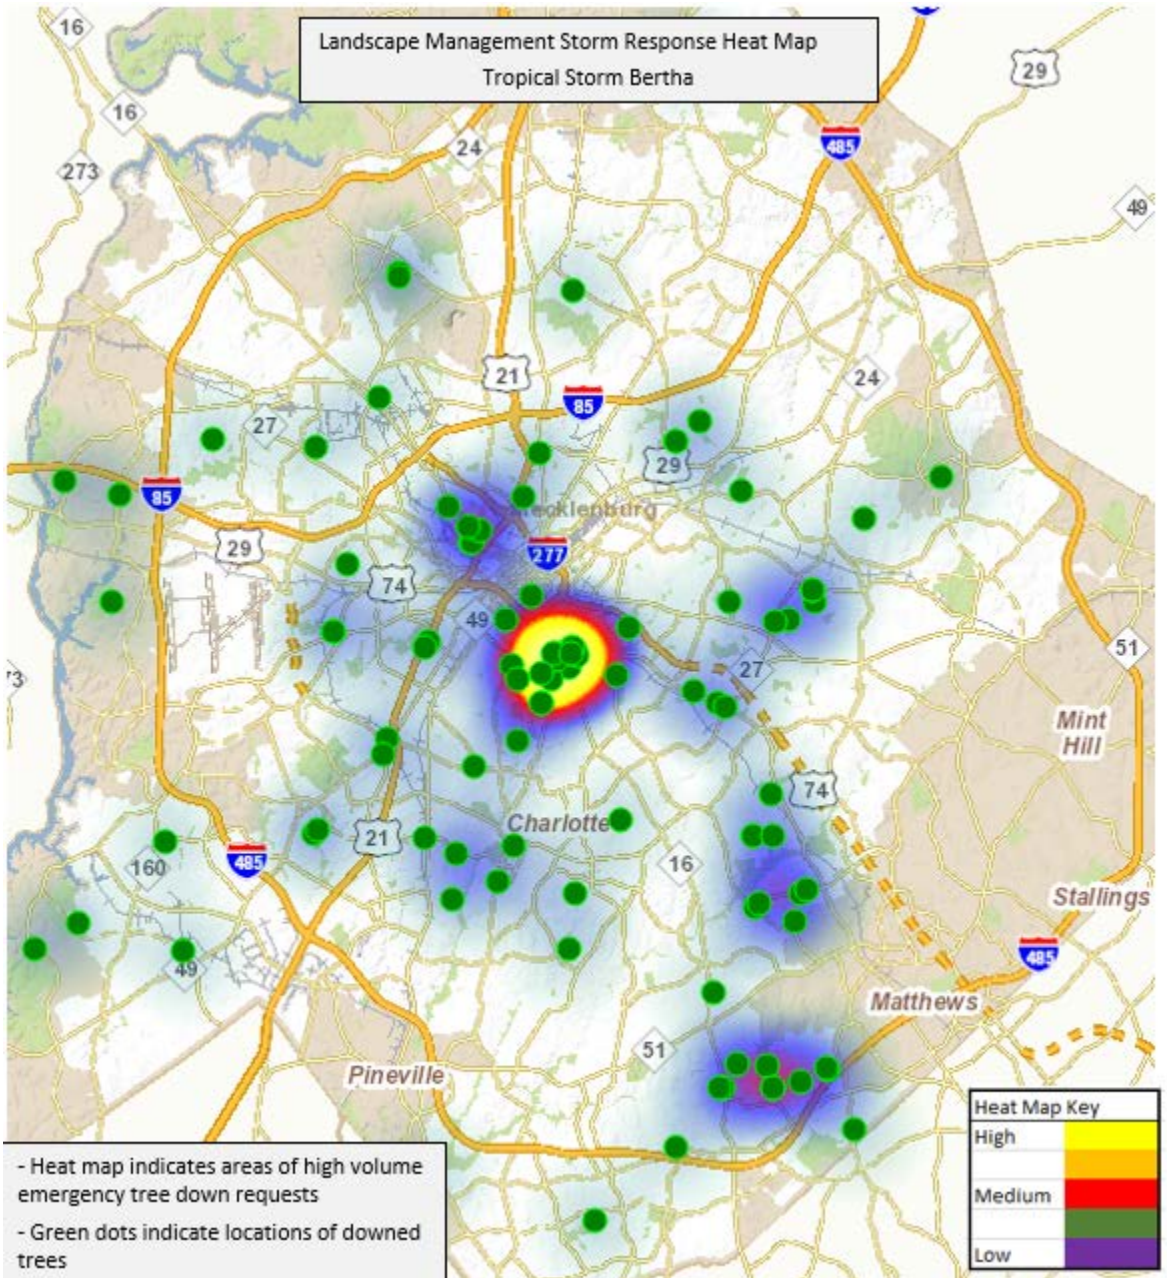 Landscape Management Storm Response Heat Map
Tropical Storm Bertha
16
29
16
485
24
273
49
21
24
85
27
29
85
Mecklenburg
29
277
74
49
51
27
Mint
Hill
74
Charlotte
21
485
16
160
Stallings
485
49
Matthews
51
Pineville
Heat Map Key
High
Medium
Low
- Heat map indicates areas of high volume
emergency tree down requests
- Green dots indicate locations of downed
trees